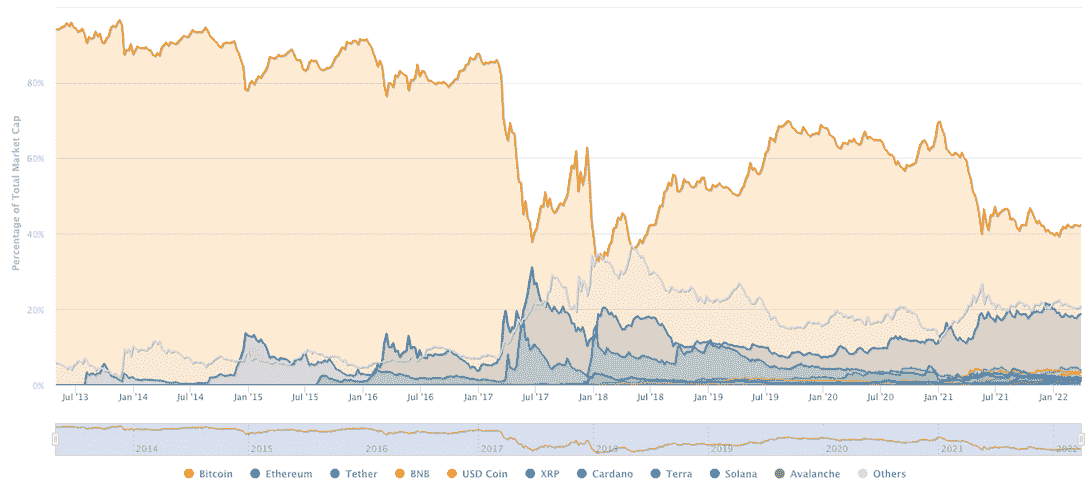 Percentage of Total Market Cap
80%
60%
40%
20%
0%
Jul '13 Jan '14 Jul '14 Jan '15 Jul '15 Jan '16 Jul '16 Jan '17 Jul '17 Jan '18 Jul '18 Jan '19 Jul '19 Jan '20 Jul '20 Jan '21 Jul '21 Jan '22
2014 2015 2016 2017 2018 2019 2020 2021 2022
Bitcoin Ethereum Tether BNB USD Coin XRP Cardano Terra Solana Avalanche Others